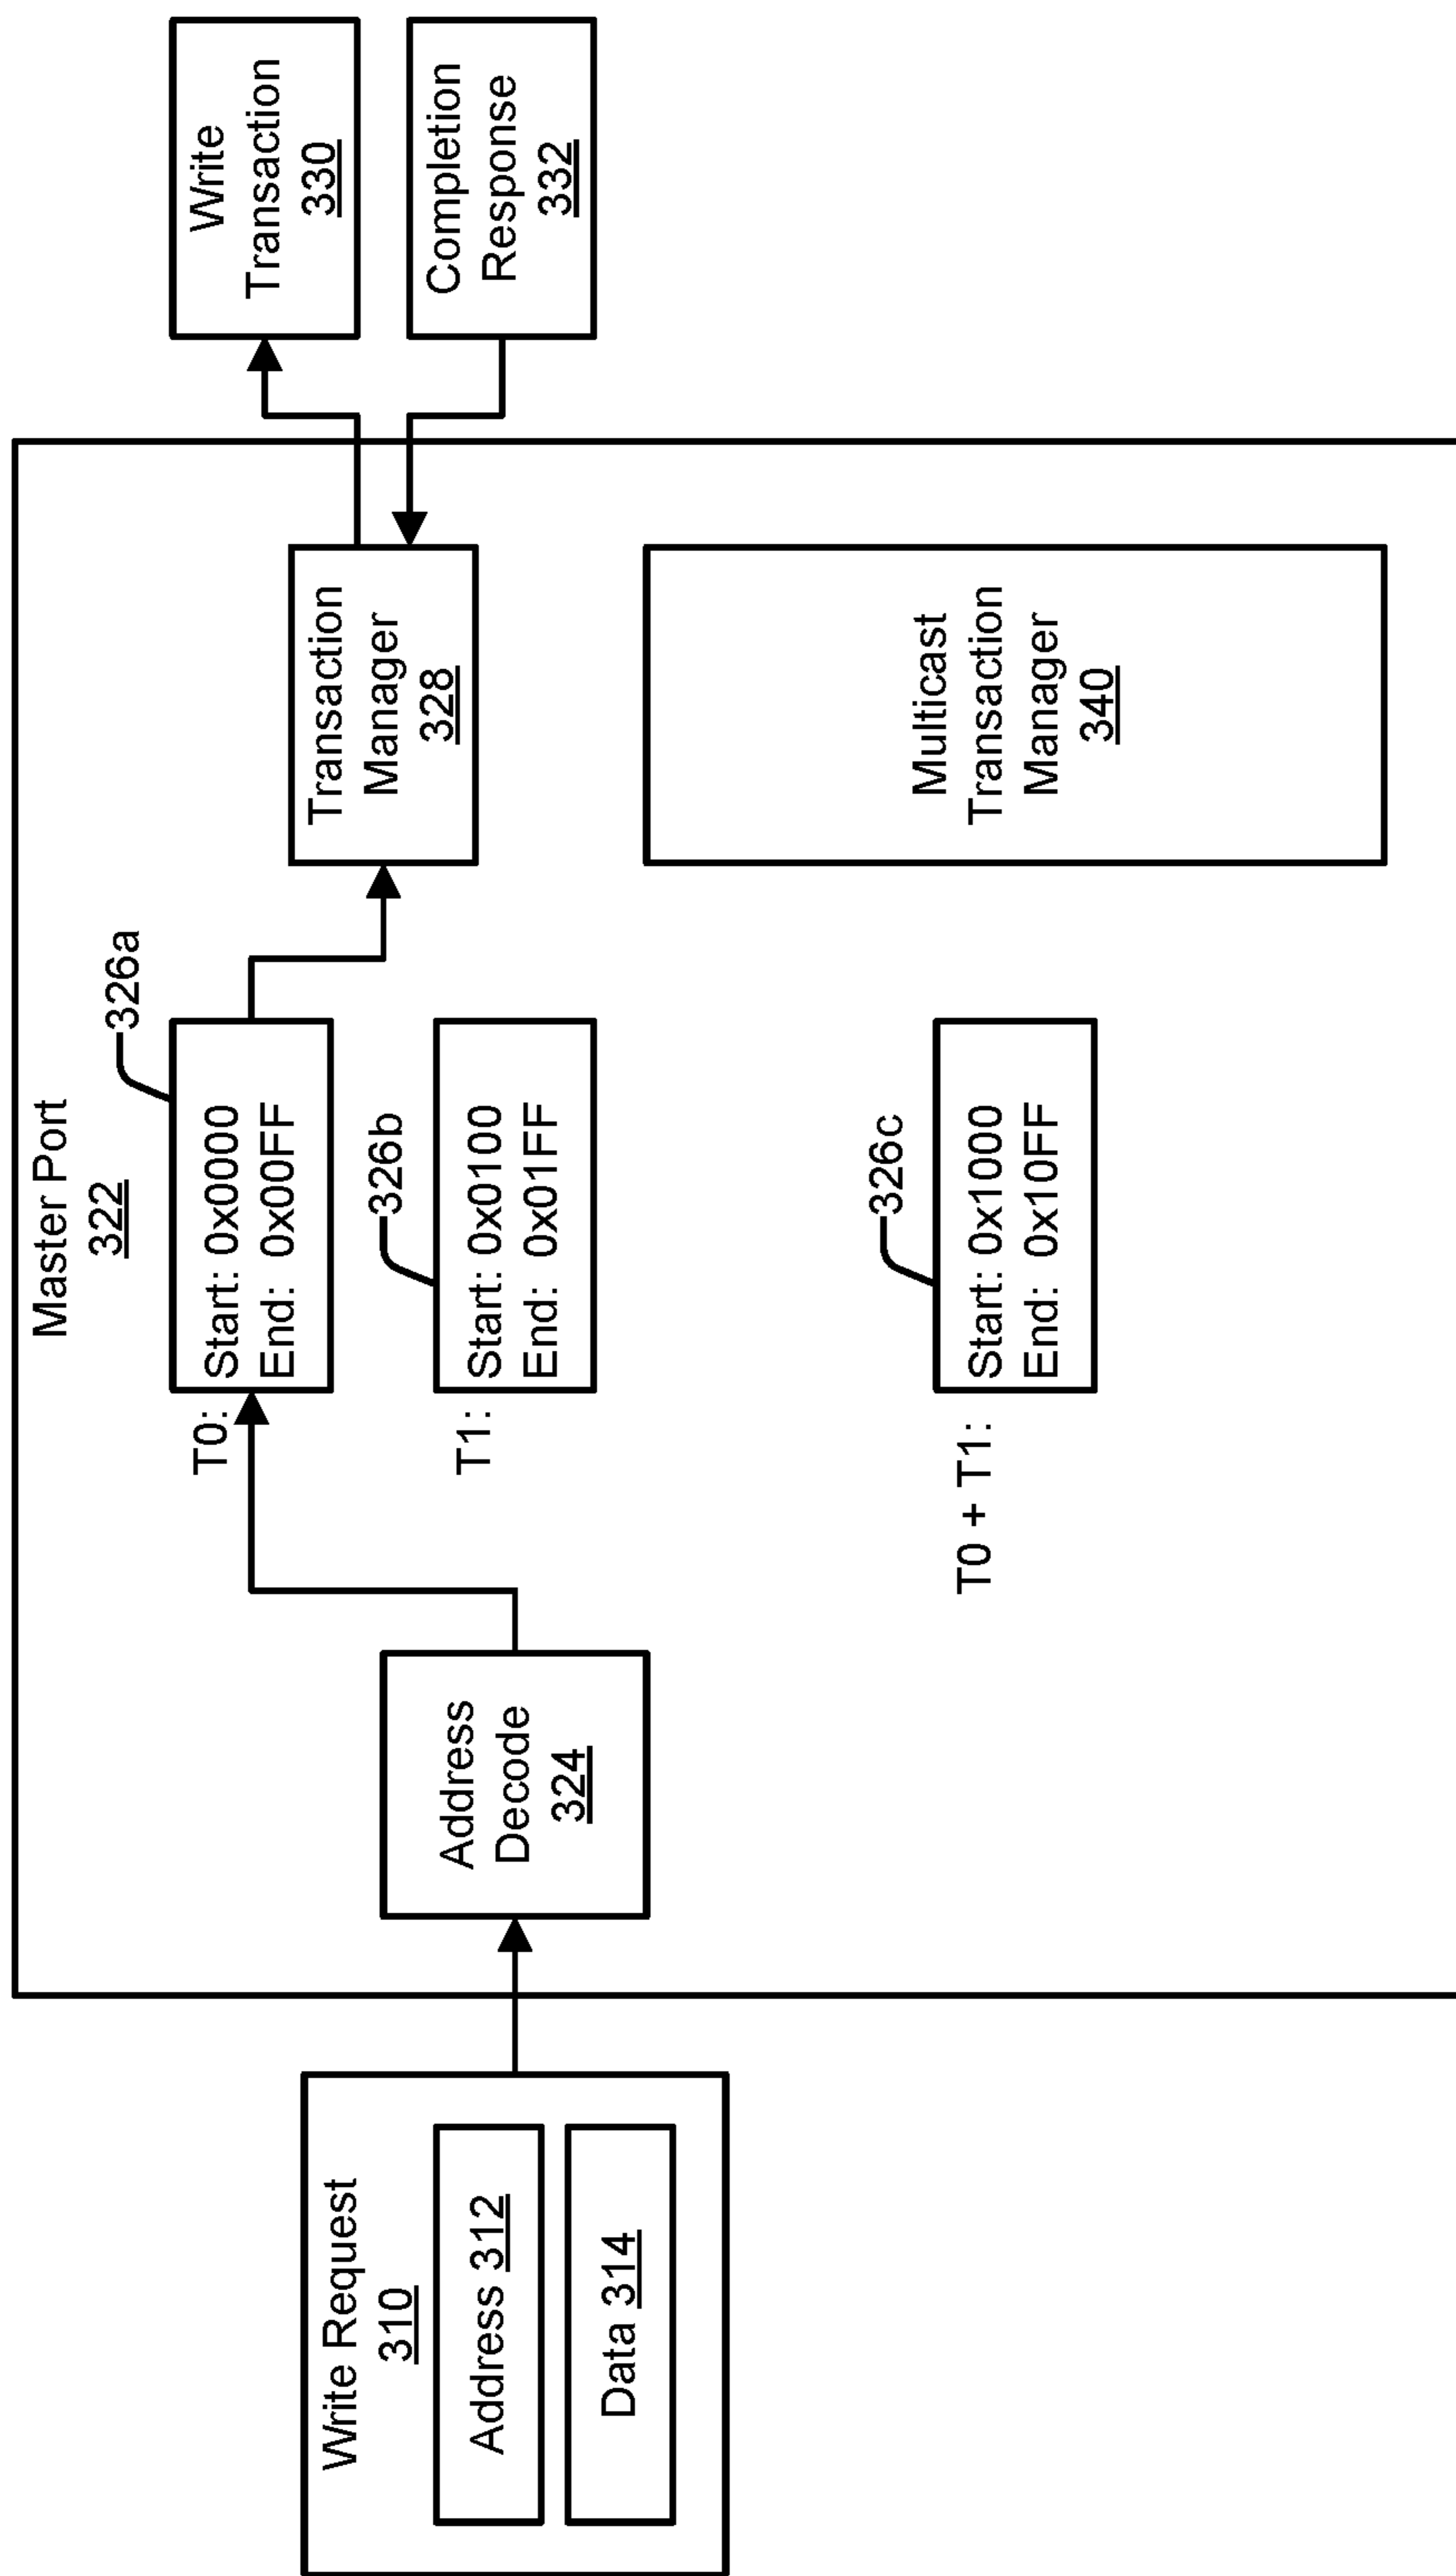 Write Request
310
Address 312
Data 314
Master Port
322
Address
Decode
324
T0:
Start: 0x0000
End: 0x00FF
326a
T1:
Start: 0x0100
End: 0x01FF
326b
T0 + T1:
Start: 0x1000
End: 0x10FF
326c
Transaction
Manager
328
Multicast
Transaction
Manager
340
Write
Transaction
330
Completion
Response
332